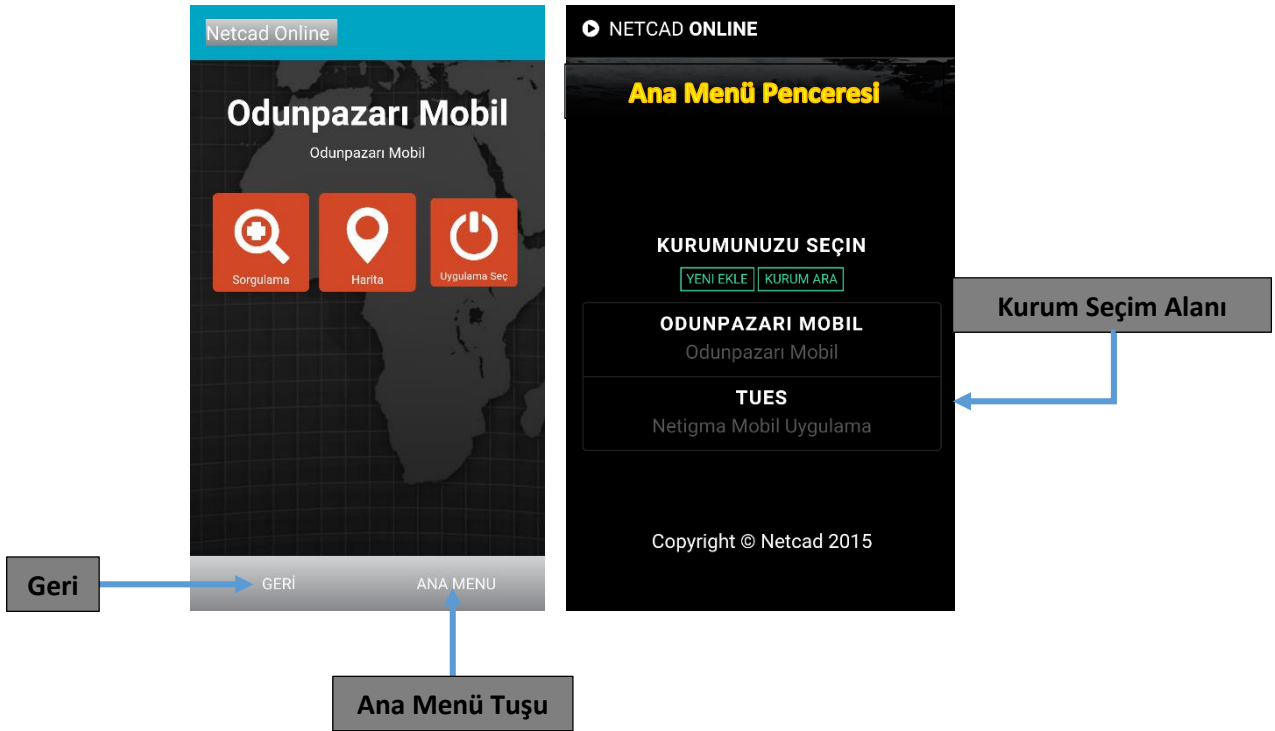 Netcad Online
Odunpazarı Mobil
Odunpazarı Mobil
Sorgulama
Harita
Uygulama Seç
GERİ
ANA MENU
Geri
Ana Menü Tuşu
NETCAD ONLINE
Ana Menü Penceresi
KURUMUNUZU SEÇIN
YENI EKLE
KURUM ARA
ODUNPAZARI MOBIL
Odunpazarı Mobil
TUES
Netigma Mobil Uygulama
Copyright © Netcad 2015
Kurum Seçim Alanı